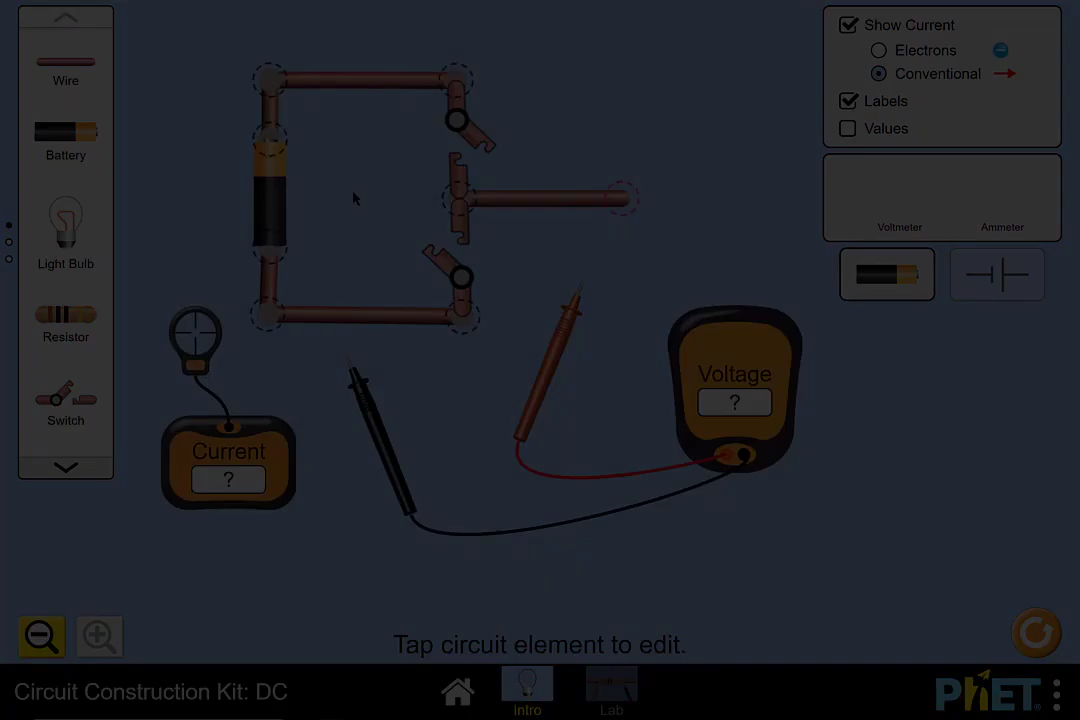 Wire
Battery
Light Bulb
Resistor
Switch
Show Current
Electrons
Conventional
Labels
Values
Voltmeter
Ammeter
Current
?
Voltage
?
Tap circuit element to edit.
Circuit Construction Kit: DC
Intro
Lab
PhET